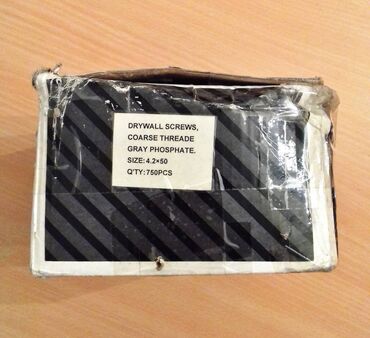 DRYWALL SCREWS,
COARSE THREADE
GRAY PHOSPHATE.
SIZE:4.2×50
Q'TY:750PCS